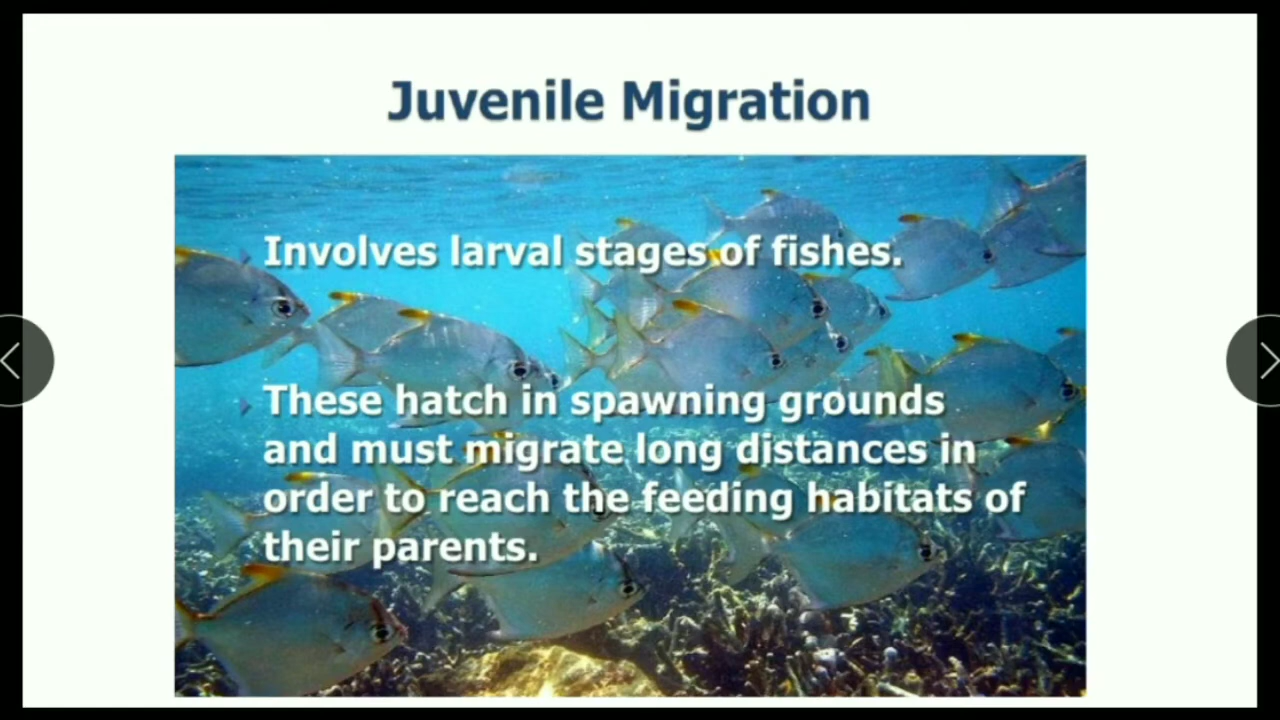 Juvenile Migration
Involves larval stages of fishes.
These hatch in spawning grounds
and must migrate long distances in
order to reach the feeding habitats of
their parents.